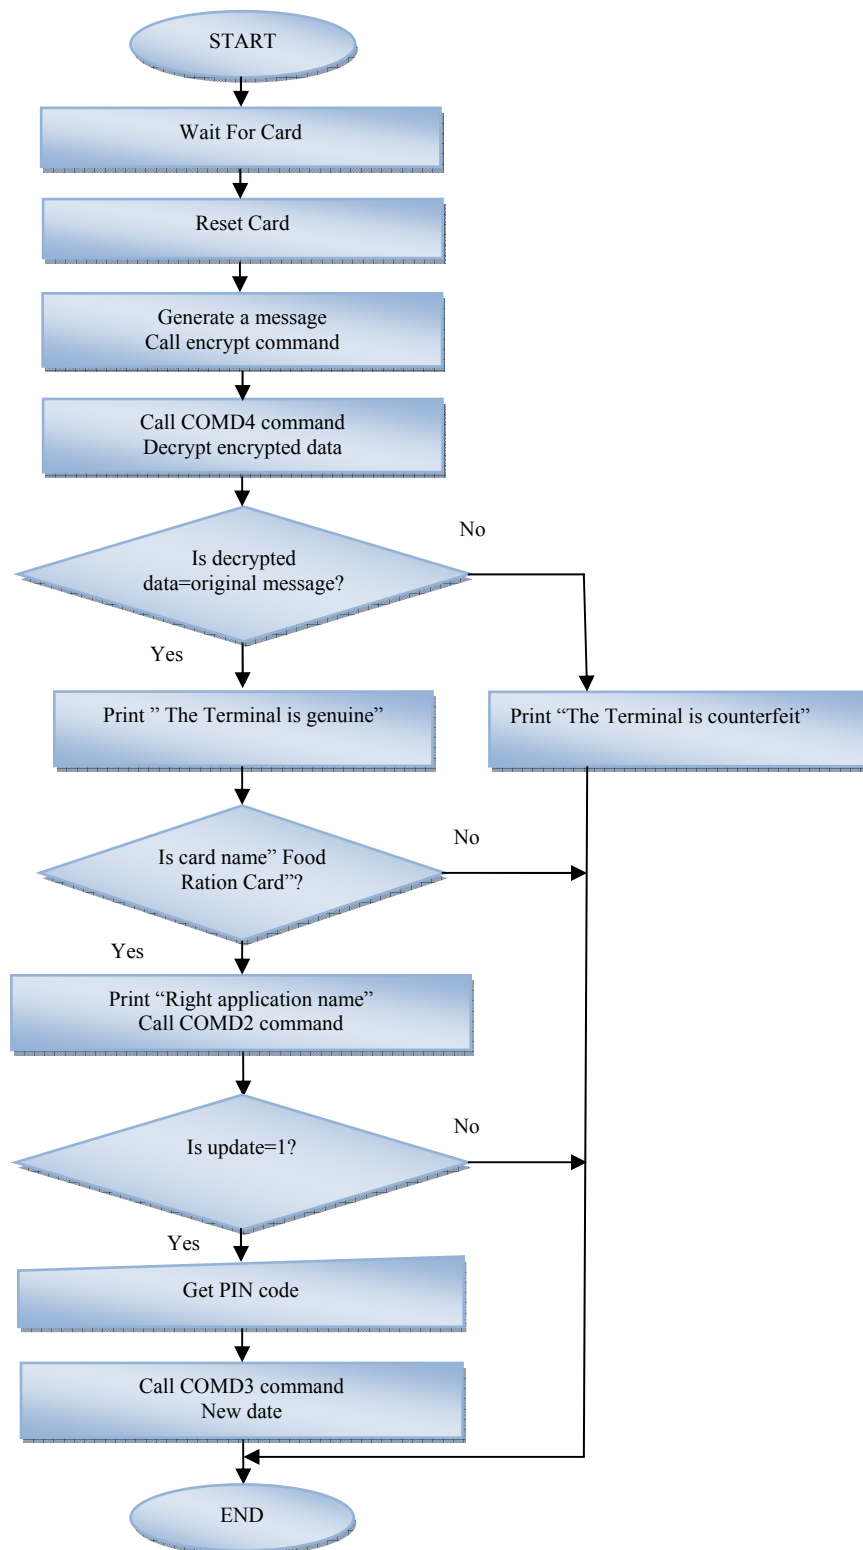 START
Wait For Card
Reset Card
Generate a message
Call encrypt command
Call COMD4 command
Decrypt encrypted data
No
Is decrypted
data=original message?
Yes
Print ” The Terminal is genuine”
Print “The Terminal is counterfeit”
No
Is card name” Food
Ration Card”?
Yes
Print “Right application name”
Call COMD2 command
No
Is update=1?
Yes
Get PIN code
Call COMD3 command
New date
END